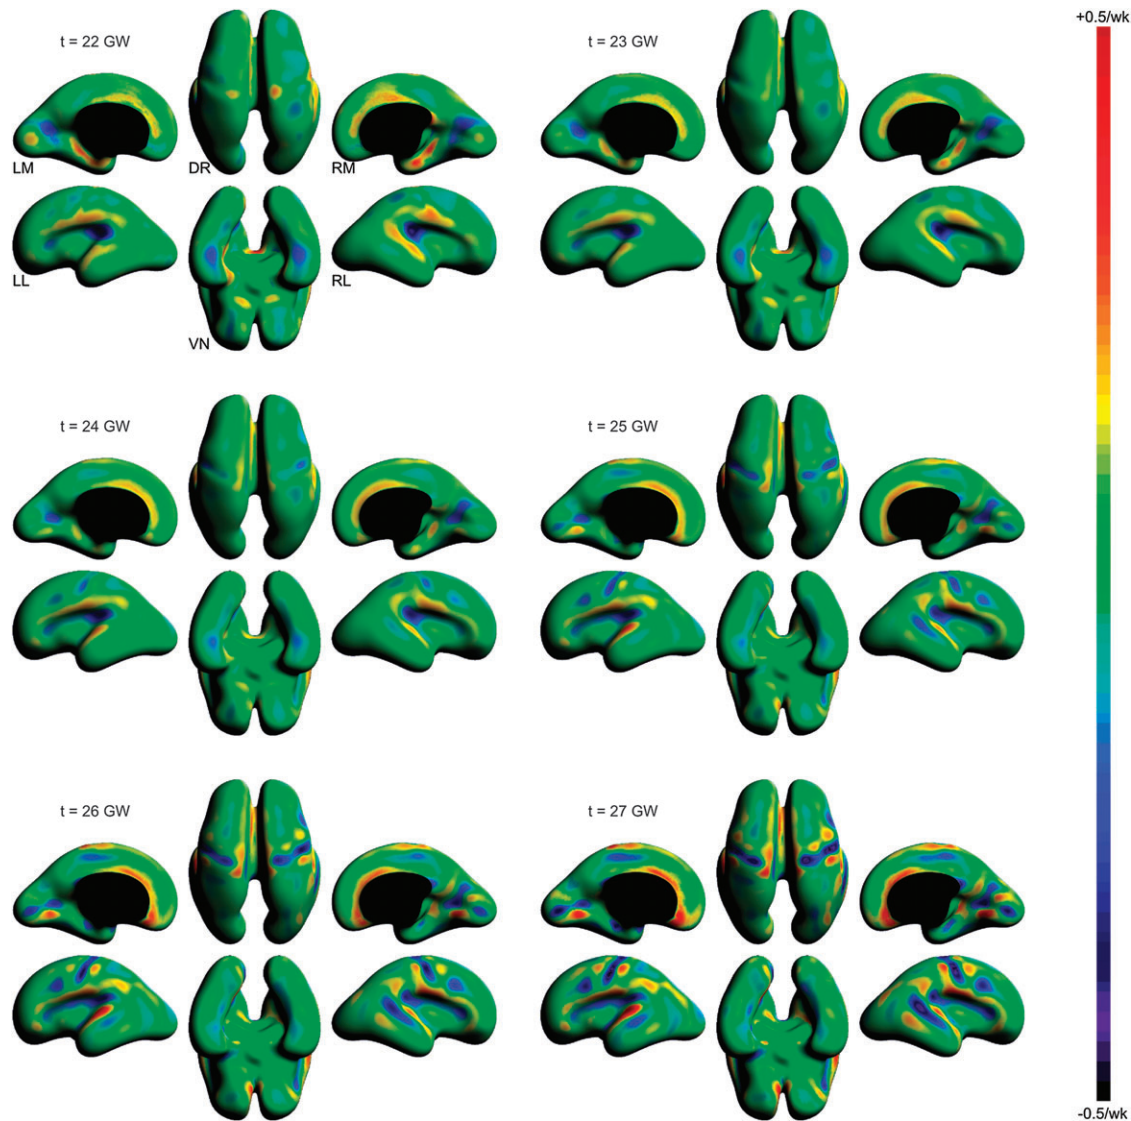 +0.5/wk
t = 22 GW
t = 23 GW
LM
DR
RM
LL
RL
VN
t = 24 GW
t = 25 GW
t = 26 GW
t = 27 GW
-0.5/wk